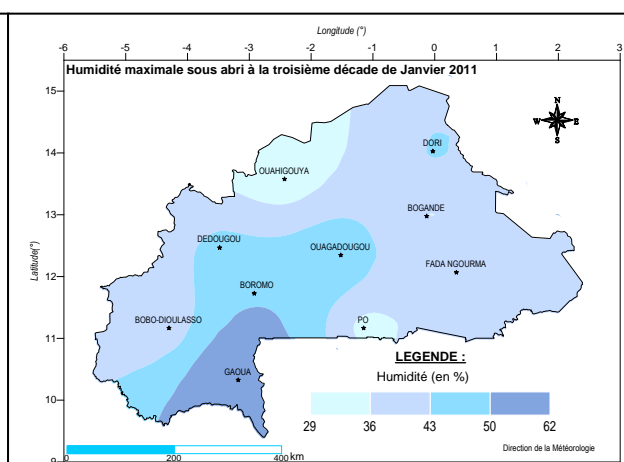 Longitude (°)
-6 -5 -4 -3 -2 -1 0 1 2 3
Humidité maximale sous abri à la troisième décade de Janvier 2011
15
N
W E
S
14
DORI
OUAHIGOUYA
13
BOGANDE
DEDOUGOU
OUAGADOUGOU
FADA NGOURMA
Latitude(°)
12
BOROMO
BOBO-DIOULASSO
PO
11
LEGENDE :
GAOUA
Humidité (en %)
10
29 36 43 50 62
Direction de la Météorologie
9
0 200 400 km